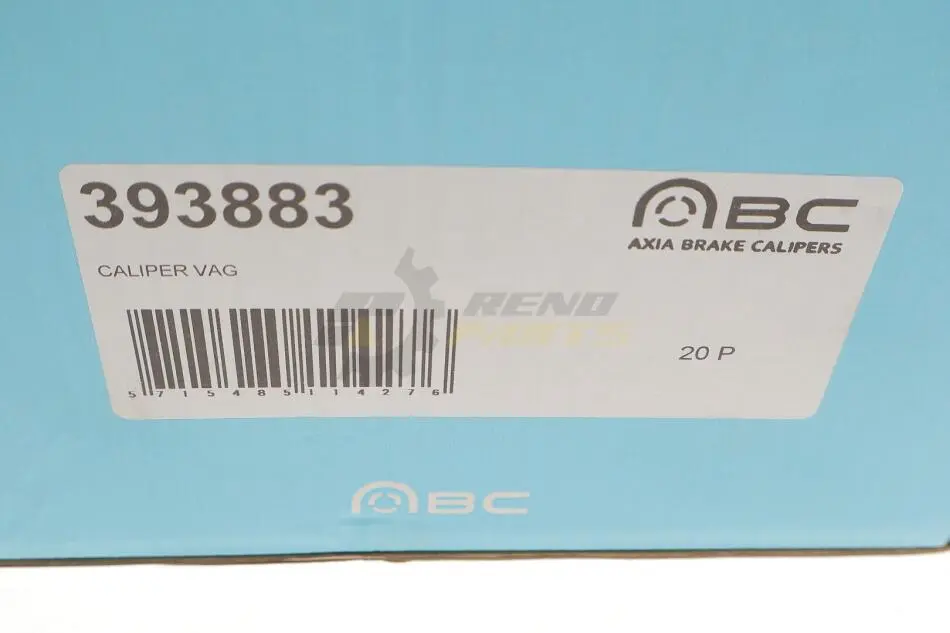 393883
ABC
AXIA BRAKE CALIPERS
CALIPER VAG
RENO
PARTS
20 P
5715485114276
ABC